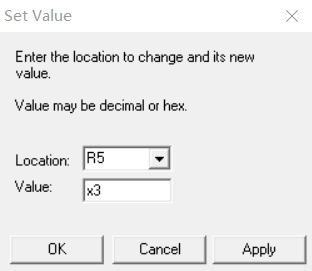 Set Value
Enter the location to change and its new
value.
Value may be decimal or hex.
Location: R5
Value: x3
OK Cancel Apply